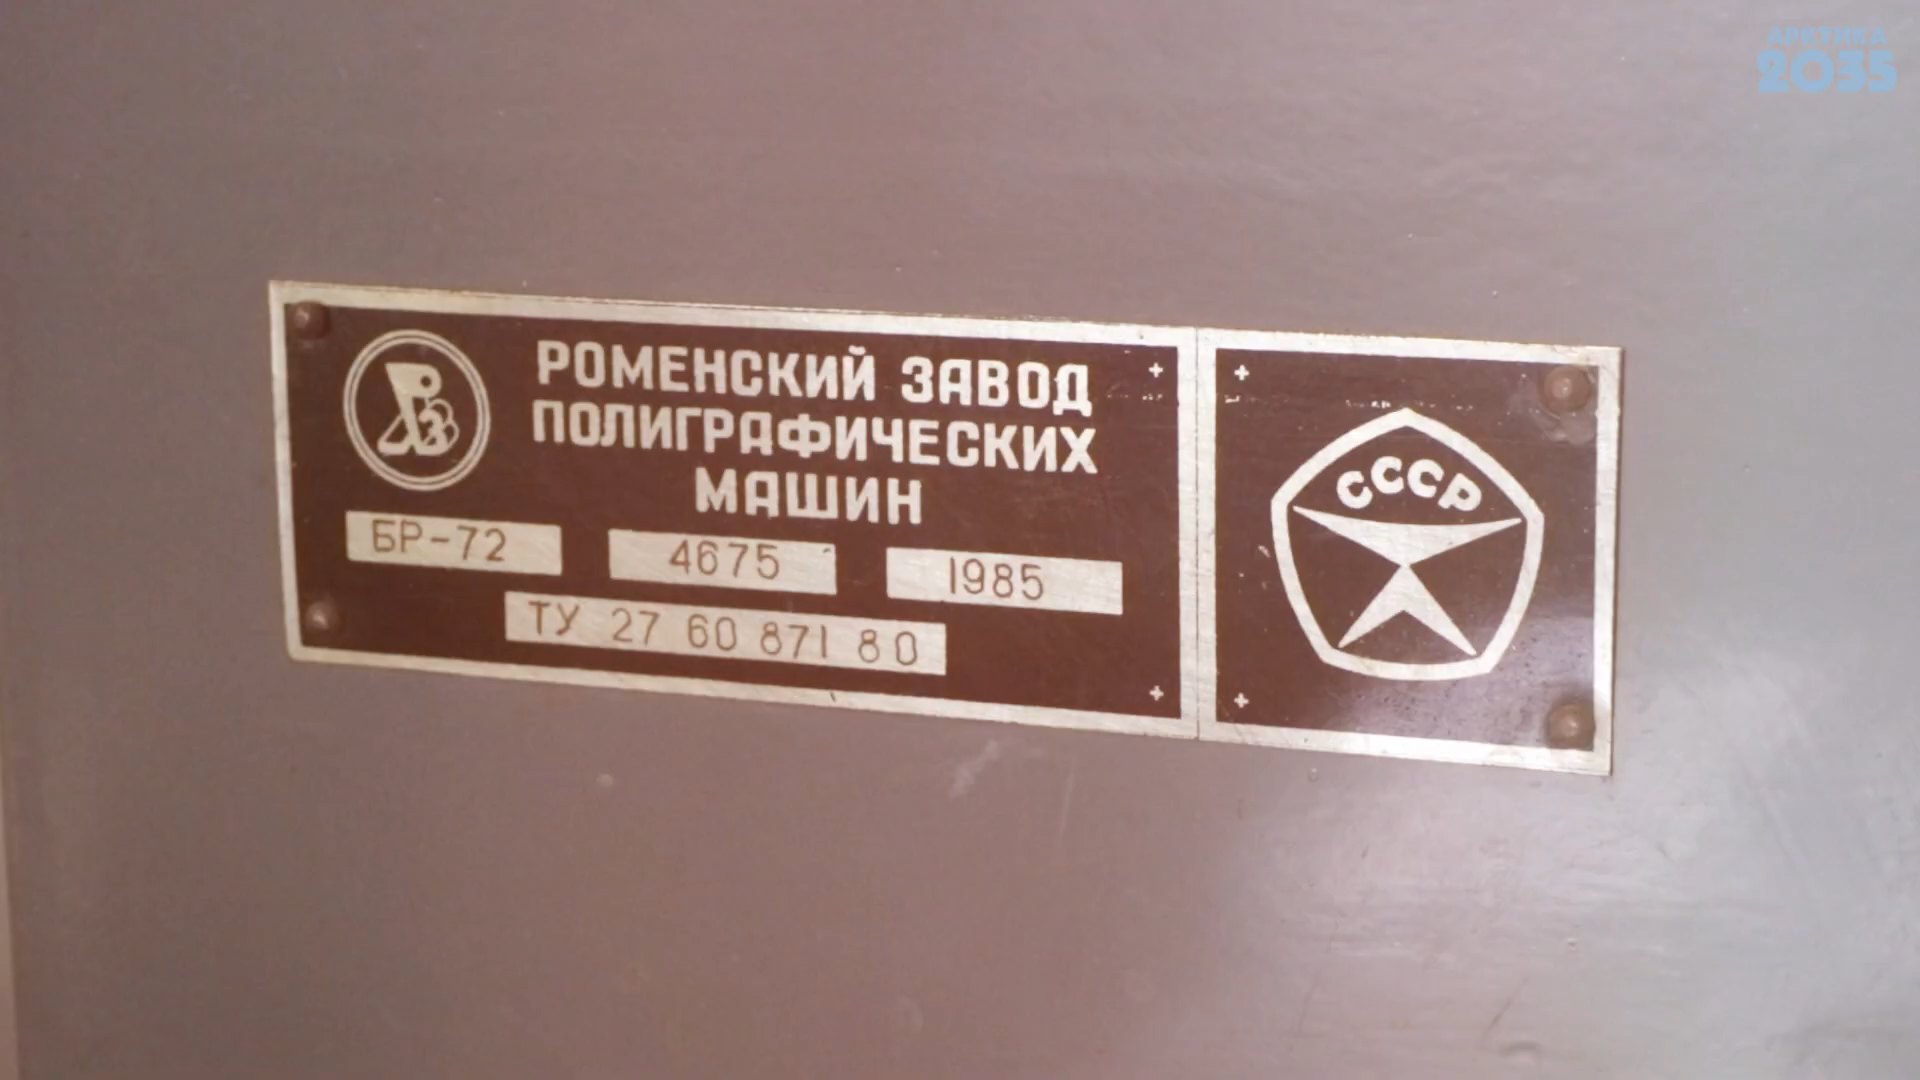 АРКТИКА
2035
РОМЕНСКИЙ ЗАВОД
ПОЛИГРАФИЧЕСКИХ
МАШИН
БР-72 4675 1985
ТУ 27 60 871 80
СССР